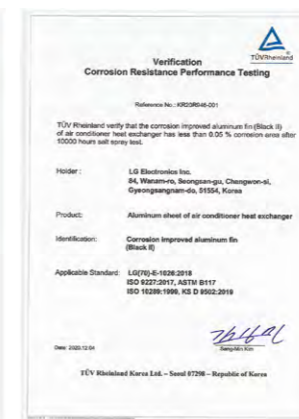 TÜVRheinland
Verification
Corrosion Resistance Performance Testing
Reference No.: KR20R046-001
TÜV Rheinland verify that the corrosion improved aluminum fin (Black II)
of air conditioner heat exchanger has less than 0.05 % corrosion area after
10000 hours salt spray test.
Holder :
LG Electronics Inc.
84, Wanam-ro, Seongsan-gu, Changwon-si,
Gyeongsangnam-do, 51554, Korea
Product:
Aluminum sheet of air conditioner heat exchanger
Identification:
Corrosion improved aluminum fin
(Black II)
Applicable Standard:
LG(70)-E-1026:2018
ISO 9227:2017, ASTM B117
ISO 10289:1999, KS D 9502:2019
Date: 2020.12.04
Sang-Min Kim
TÜV Rheinland Korea Ltd. – Seoul 07298 – Republic of Korea